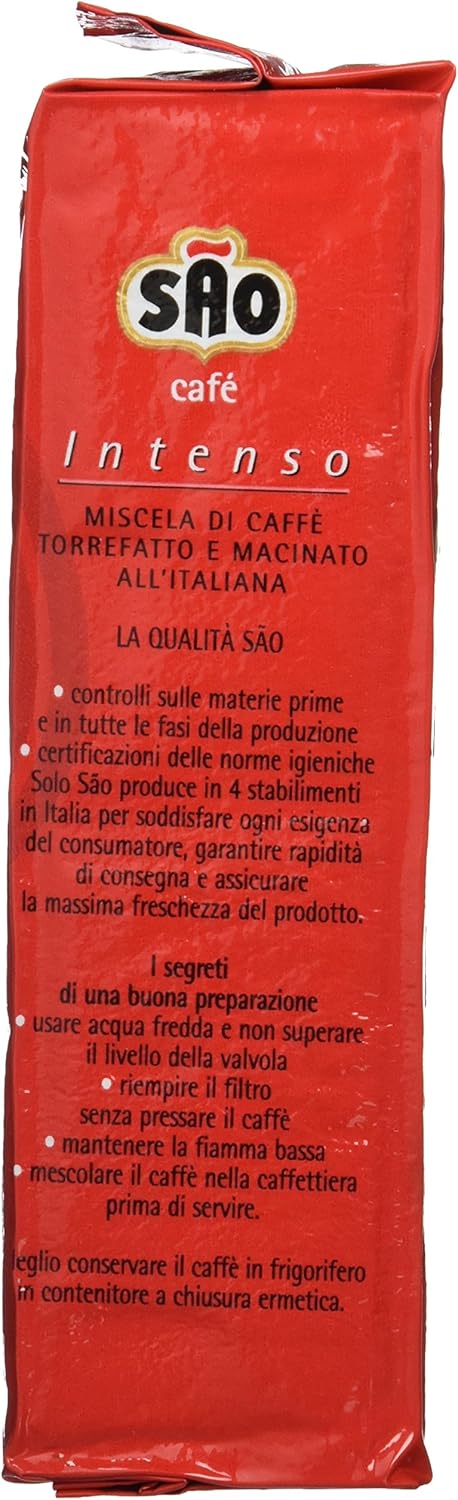 SÃO
café
Intenso
MISCELA DI CAFFÈ
TORREFATTO E MACINATO
ALL'ITALIANA
LA QUALITÀ SÃO
• controlli sulle materie prime
e in tutte le fasi della produzione
• certificazioni delle norme igieniche
Solo São produce in 4 stabilimenti
in Italia per soddisfare ogni esigenza
del consumatore, garantire rapidità
di consegna e assicurare
la massima freschezza del prodotto.
I segreti
di una buona preparazione
• usare acqua fredda e non superare
il livello della valvola
• riempire il filtro
senza pressare il caffè
• mantenere la fiamma bassa
• mescolare il caffè nella caffettiera
prima di servire.
eglio conservare il caffè in frigorifero
in contenitore a chiusura ermetica.